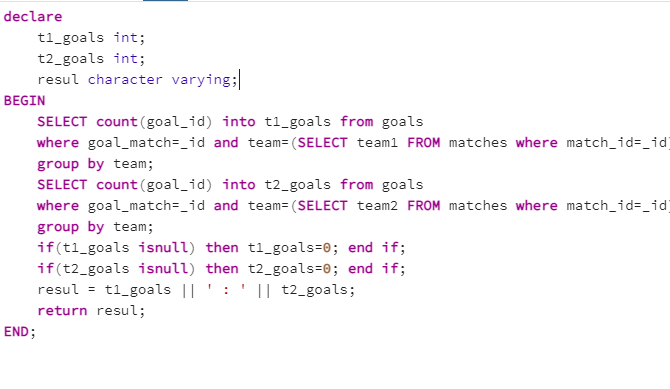 declare
    t1_goals int;
    t2_goals int;
    resul character varying;
BEGIN
    SELECT count(goal_id) into t1_goals from goals
    where goal_match=_id and team=(SELECT team1 FROM matches where match_id=_id)
    group by team;
    SELECT count(goal_id) into t2_goals from goals
    where goal_match=_id and team=(SELECT team2 FROM matches where match_id=_id)
    group by team;
    if(t1_goals isnull) then t1_goals=0; end if;
    if(t2_goals isnull) then t2_goals=0; end if;
    resul = t1_goals || ' : ' || t2_goals;
    return resul;
END;